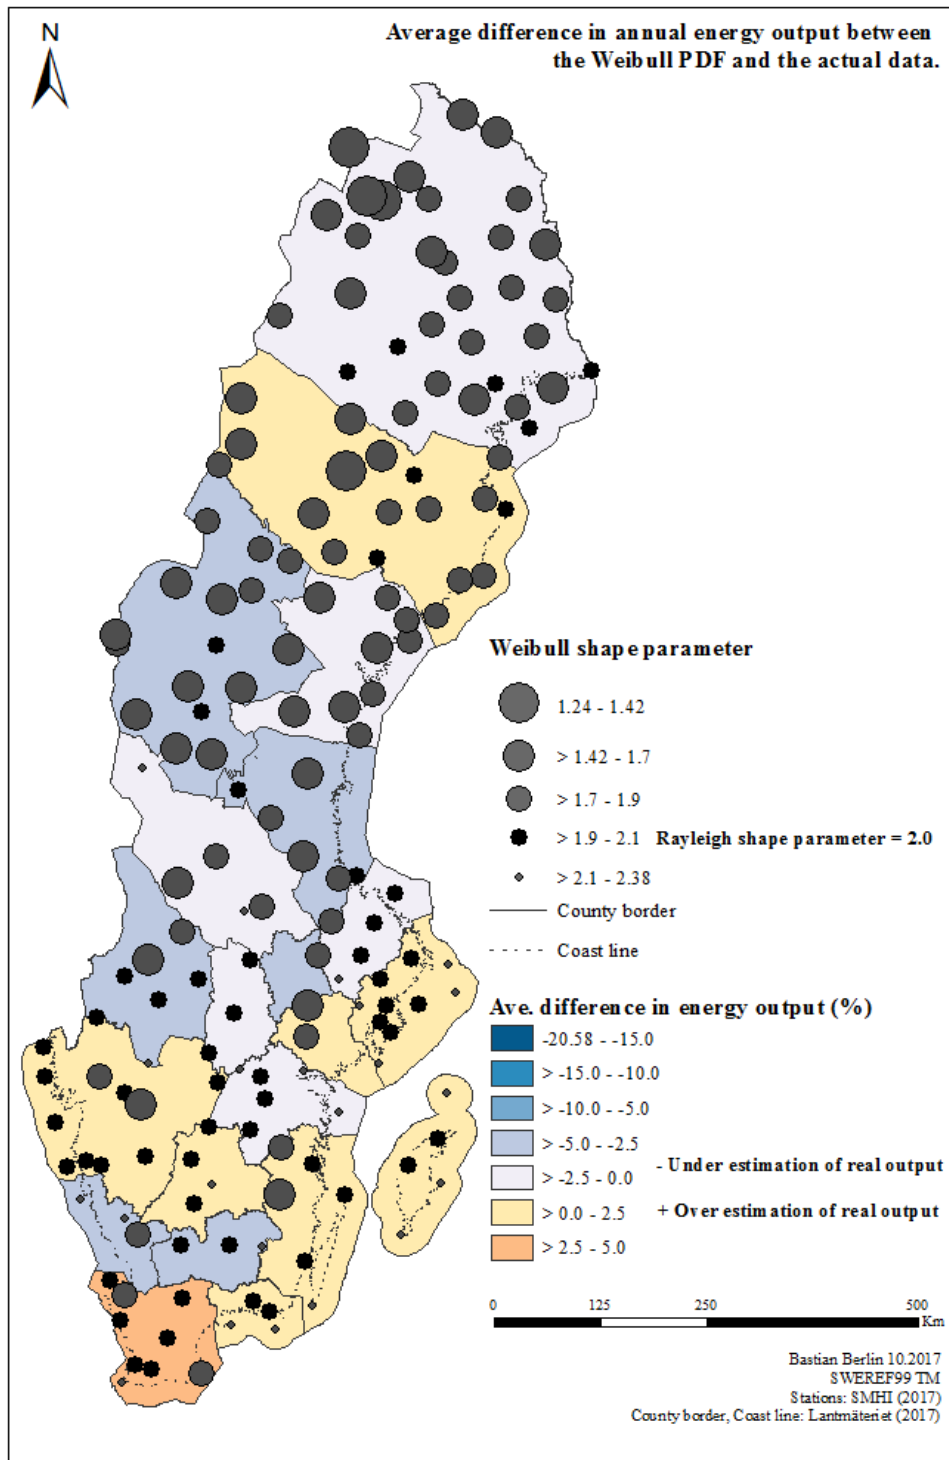 N
Average difference in annual energy output between
the Weibull PDF and the actual data.
Weibull shape parameter
1.24 - 1.42
> 1.42 - 1.7
> 1.7 - 1.9
> 1.9 - 2.1 Rayleigh shape parameter = 2.0
> 2.1 - 2.38
County border
Coast line
Ave. difference in energy output (%)
-20.58 - -15.0
> -15.0 - -10.0
> -10.0 - -5.0
> -5.0 - -2.5
> -2.5 - 0.0
- Under estimation of real output
> 0.0 - 2.5
+ Over estimation of real output
> 2.5 - 5.0
0 125 250 500
Km
Bastian Berlin 10.2017
SWEREF99 TM
Stations: SMHI (2017)
County border, Coast line: Lantmäteriet (2017)